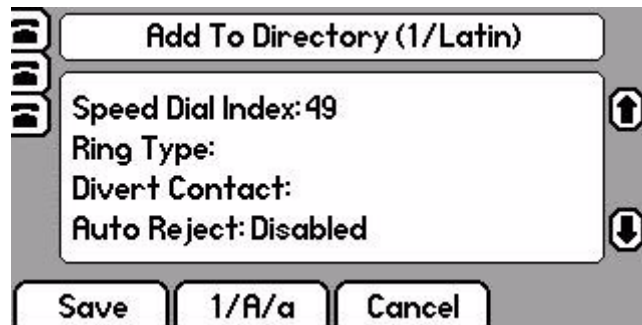 Add To Directory (1/Latin)
Speed Dial Index: 49
Ring Type:
Divert Contact:
Auto Reject: Disabled
Save 1/A/a Cancel